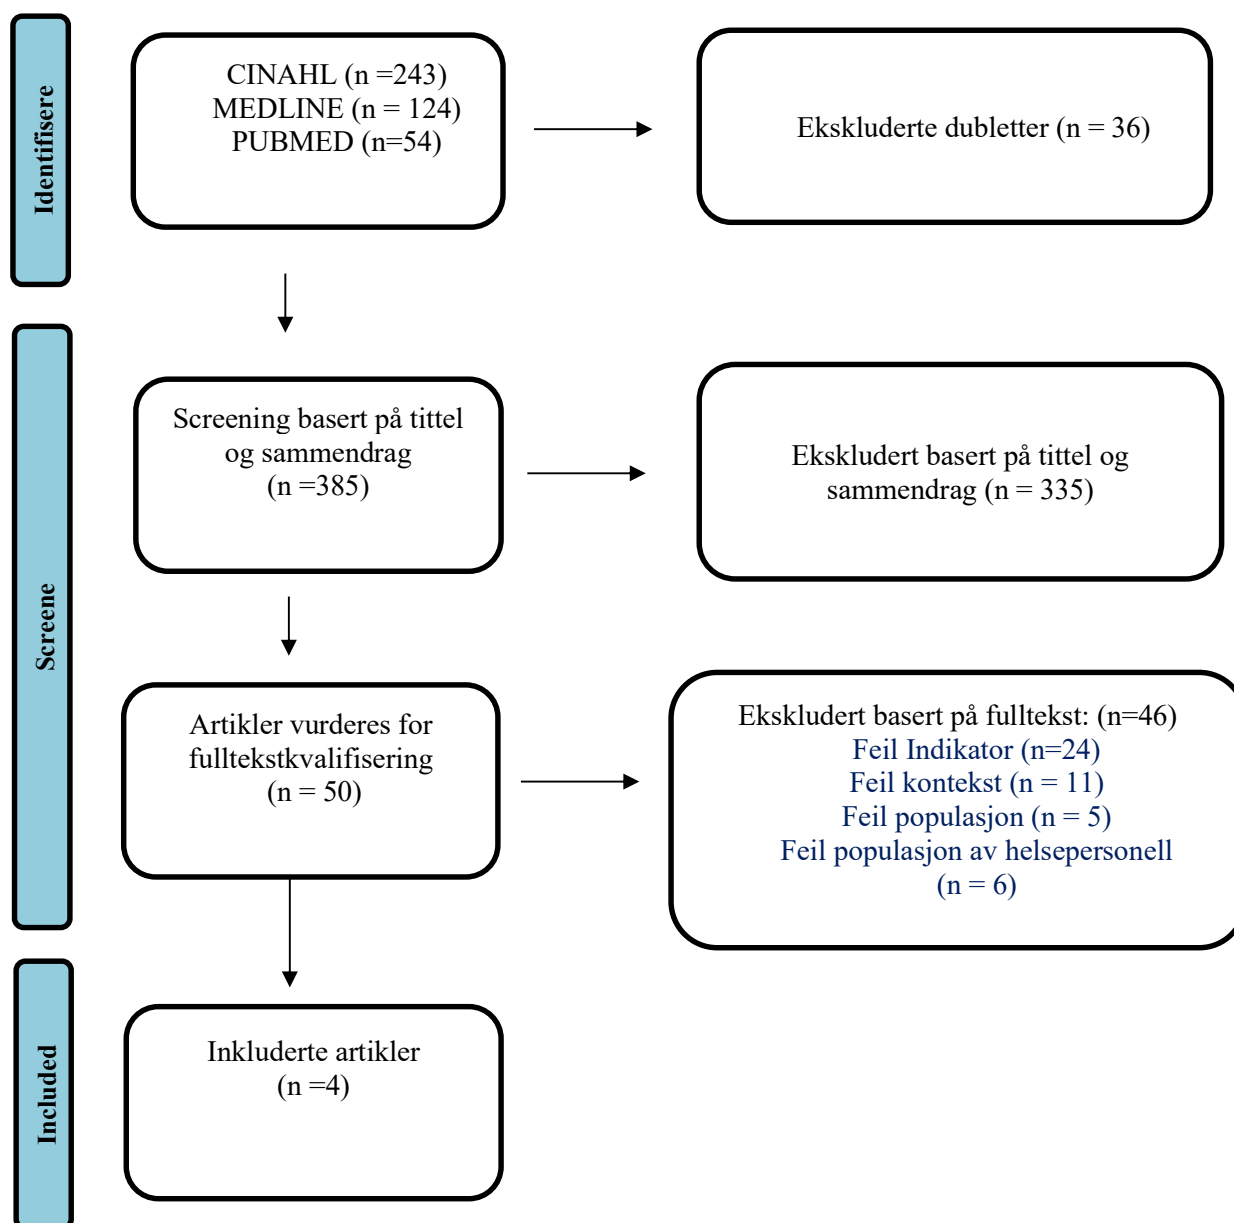 Identifisere
CINAHL (n =243)
MEDLINE (n = 124)
PUBMED (n=54)
Ekskluderte dubletter (n = 36)
Screene
Screening basert på tittel
og sammendrag
(n =385)
Ekskludert basert på tittel og
sammendrag (n = 335)
Artikler vurderes for
fulltekstkvalifisering
(n = 50)
Ekskludert basert på fulltekst: (n=46)
Feil Indikator (n=24)
Feil kontekst (n = 11)
Feil populasjon (n = 5)
Feil populasjon av helsepersonell
(n = 6)
Included
Inkluderte artikler
(n =4)